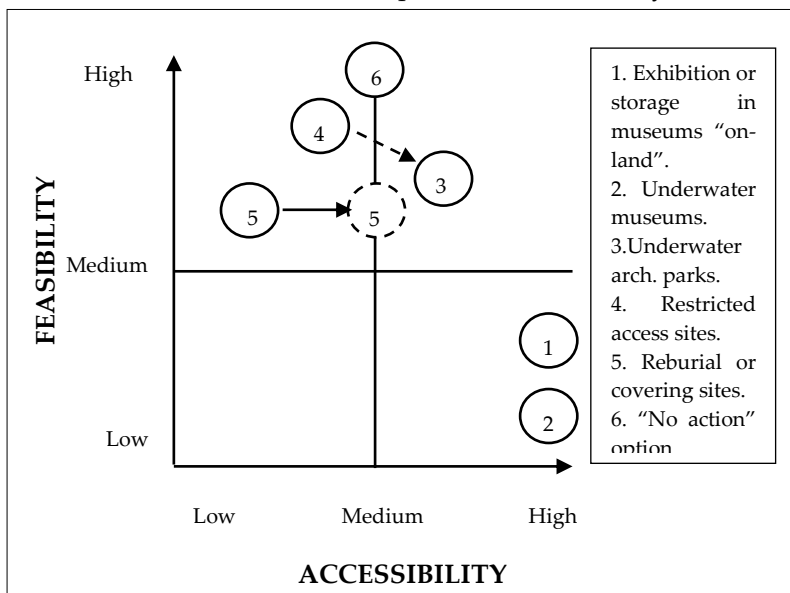 High
6
4
3
5
5
FEASIBILITY
Medium
1
2
Low
Low Medium High
ACCESSIBILITY
1. Exhibition or
storage in
museums “on-
land”.
2. Underwater
museums.
3.Underwater
arch. parks.
4. Restricted
access sites.
5. Reburial or
covering sites.
6. “No action”
option